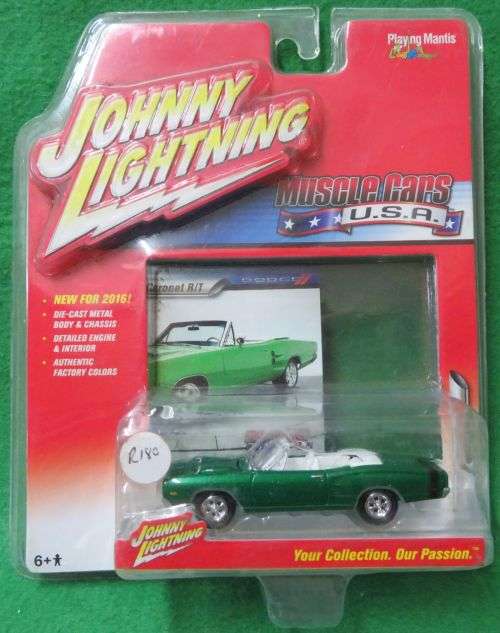 Playing Mantis
JOHNNY
LIGHTNING
Muscle Cars
U.S.A.
• NEW FOR 2016!
• DIE-CAST METAL
BODY & CHASSIS
• DETAILED ENGINE
& INTERIOR
• AUTHENTIC
FACTORY COLORS
Coronet R/T
DODGE
R180
JOHNNY
LIGHTNING
6+
Your Collection. Our Passion.™